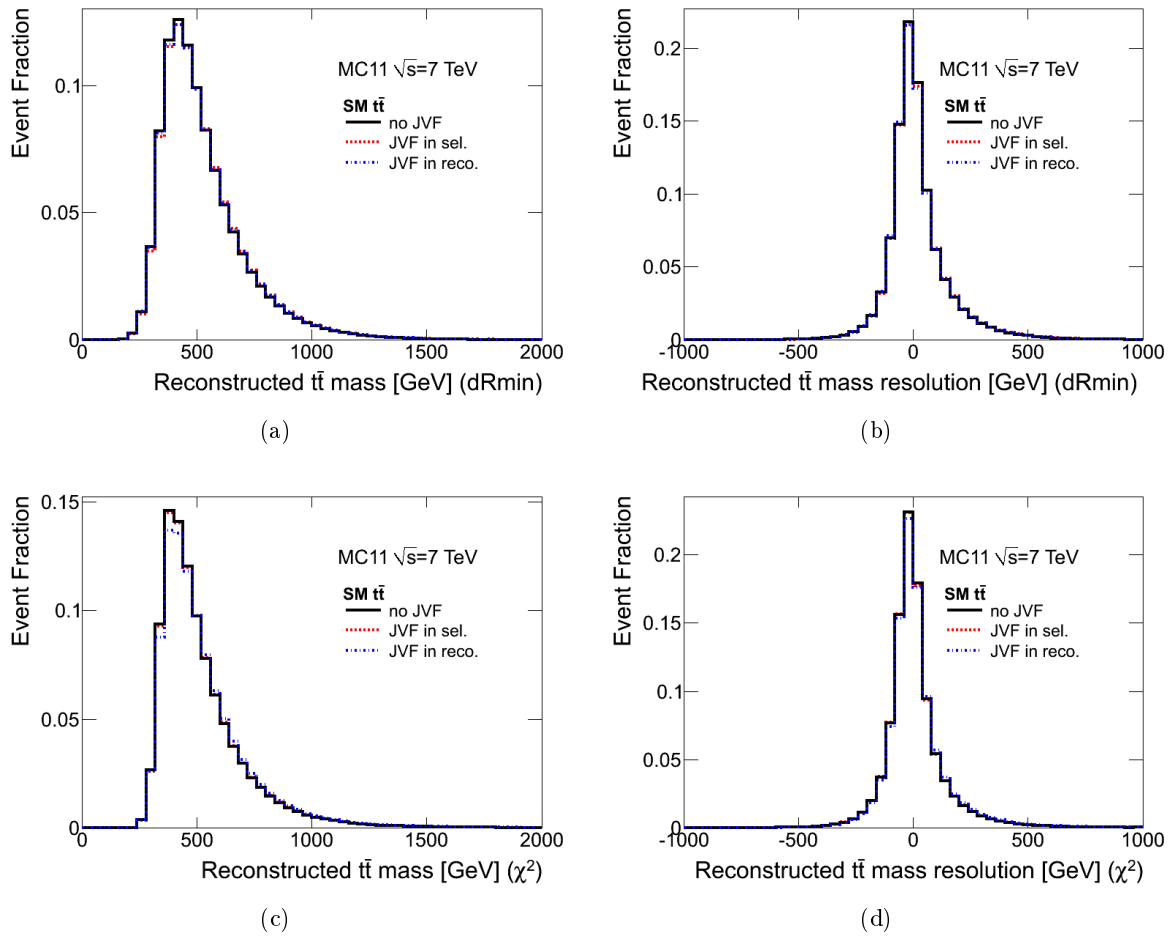 Event Fraction
0.1
0.05
0
MC11 √s=7 TeV
SM tt̄
no JVF
JVF in sel.
JVF in reco.
0 500 1000 1500 2000
Reconstructed tt̄ mass [GeV] (dRmin)
(a)
Event Fraction
0.2
0.15
0.1
0.05
0
MC11 √s=7 TeV
SM tt̄
no JVF
JVF in sel.
JVF in reco.
-1000 -500 0 500 1000
Reconstructed tt̄ mass resolution [GeV] (dRmin)
(b)
Event Fraction
0.15
0.1
0.05
0
MC11 √s=7 TeV
SM tt̄
no JVF
JVF in sel.
JVF in reco.
0 500 1000 1500 2000
Reconstructed tt̄ mass [GeV] (χ²)
(c)
Event Fraction
0.2
0.15
0.1
0.05
0
MC11 √s=7 TeV
SM tt̄
no JVF
JVF in sel.
JVF in reco.
-1000 -500 0 500 1000
Reconstructed tt̄ mass resolution [GeV] (χ²)
(d)